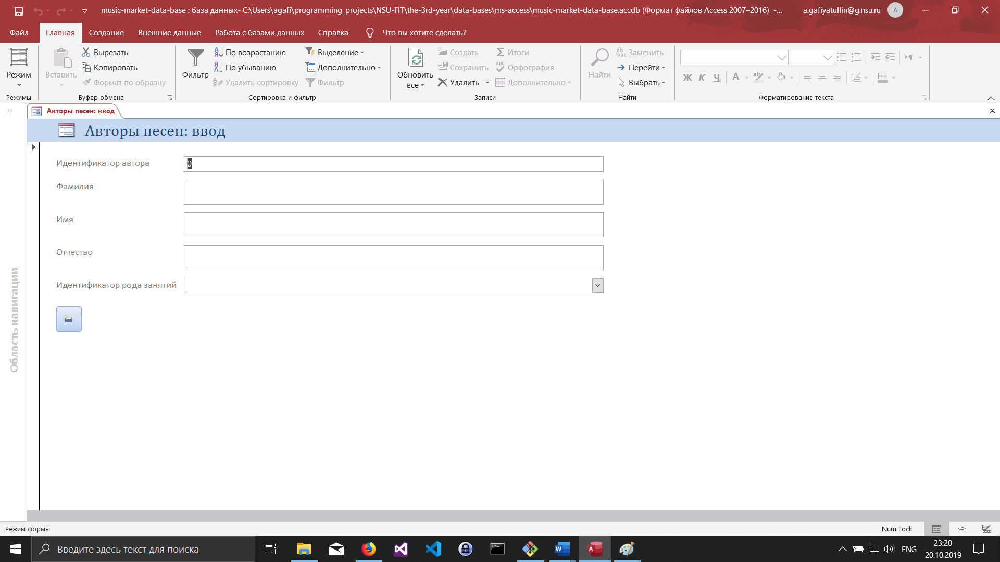 music-market-data-base : база данных- C:\Users\agafi\programming_projects\NSU-FIT\the-3rd-year\data-bases\ms-access\music-market-data-base.accdb (Формат файлов Access 2007–2016) -...
a.gafiyatullin@g.nsu.ru
A
Файл
Главная
Создание
Внешние данные
Работа с базами данных
Справка
Что вы хотите сделать?
Режим
Режимы
Вставить
Вырезать
Копировать
Формат по образцу
Буфер обмена
Фильтр
По возрастанию
По убыванию
Удалить сортировку
Выделение
Дополнительно
Фильтр
Сортировка и фильтр
Обновить
все
Создать
Сохранить
Удалить
Итоги
Орфография
Дополнительно
Записи
Найти
Заменить
Перейти
Выбрать
Найти
Ж К Ч
А
Форматирование текста
Авторы песен: ввод
Авторы песен: ввод
Идентификатор автора
0
Фамилия
Имя
Отчество
Идентификатор рода занятий
Область навигации
Режим формы
Num Lock
Введите здесь текст для поиска
ENG
23:20
20.10.2019